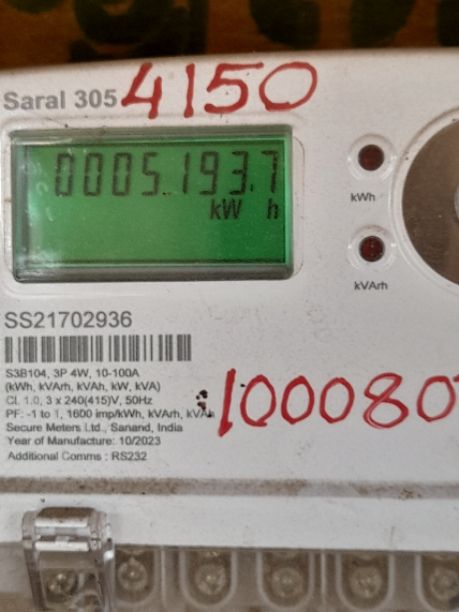 Saral 305 4150
0005.193.7
kW h
kWh
kVArh
SS21702936
S3B104, 3P 4W, 10-100A
(kWh, kVArh, kVAh, kW, kVA)
Cl. 1.0, 3 x 240(415)V, 50Hz
PF: -1 to 1, 1600 imp/kWh, kVArh, kVAh
Secure Meters Ltd., Sanand, India
Year of Manufacture: 10/2023
Additional Comms : RS232
100080